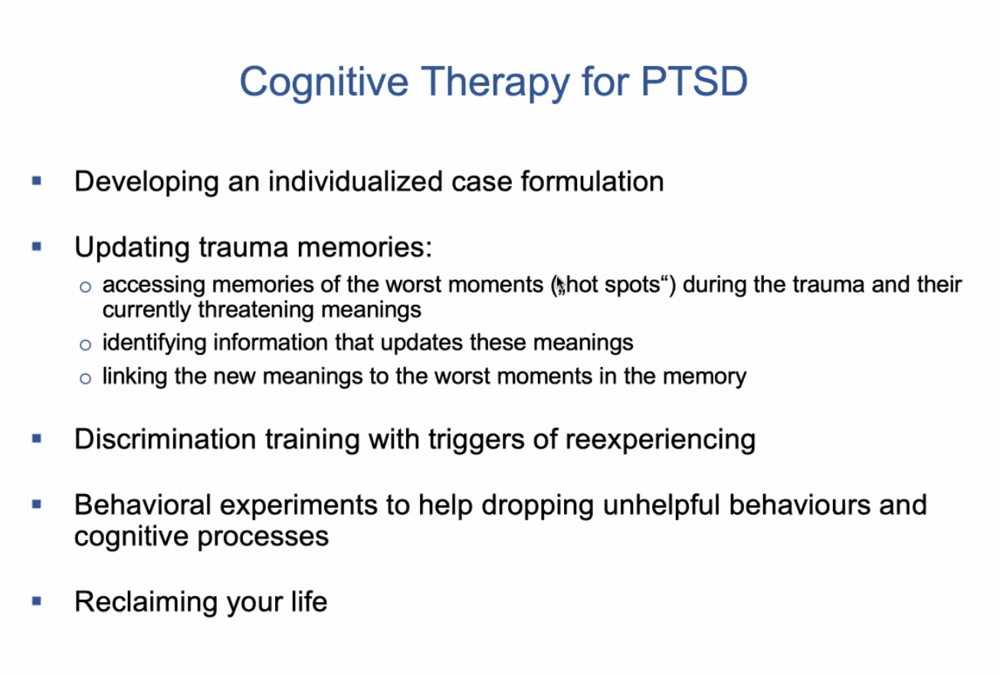 Cognitive Therapy for PTSD
▪ Developing an individualized case formulation
▪ Updating trauma memories:
o accessing memories of the worst moments („hot spots“) during the trauma and their
currently threatening meanings
o identifying information that updates these meanings
o linking the new meanings to the worst moments in the memory
▪ Discrimination training with triggers of reexperiencing
▪ Behavioral experiments to help dropping unhelpful behaviours and
cognitive processes
▪ Reclaiming your life